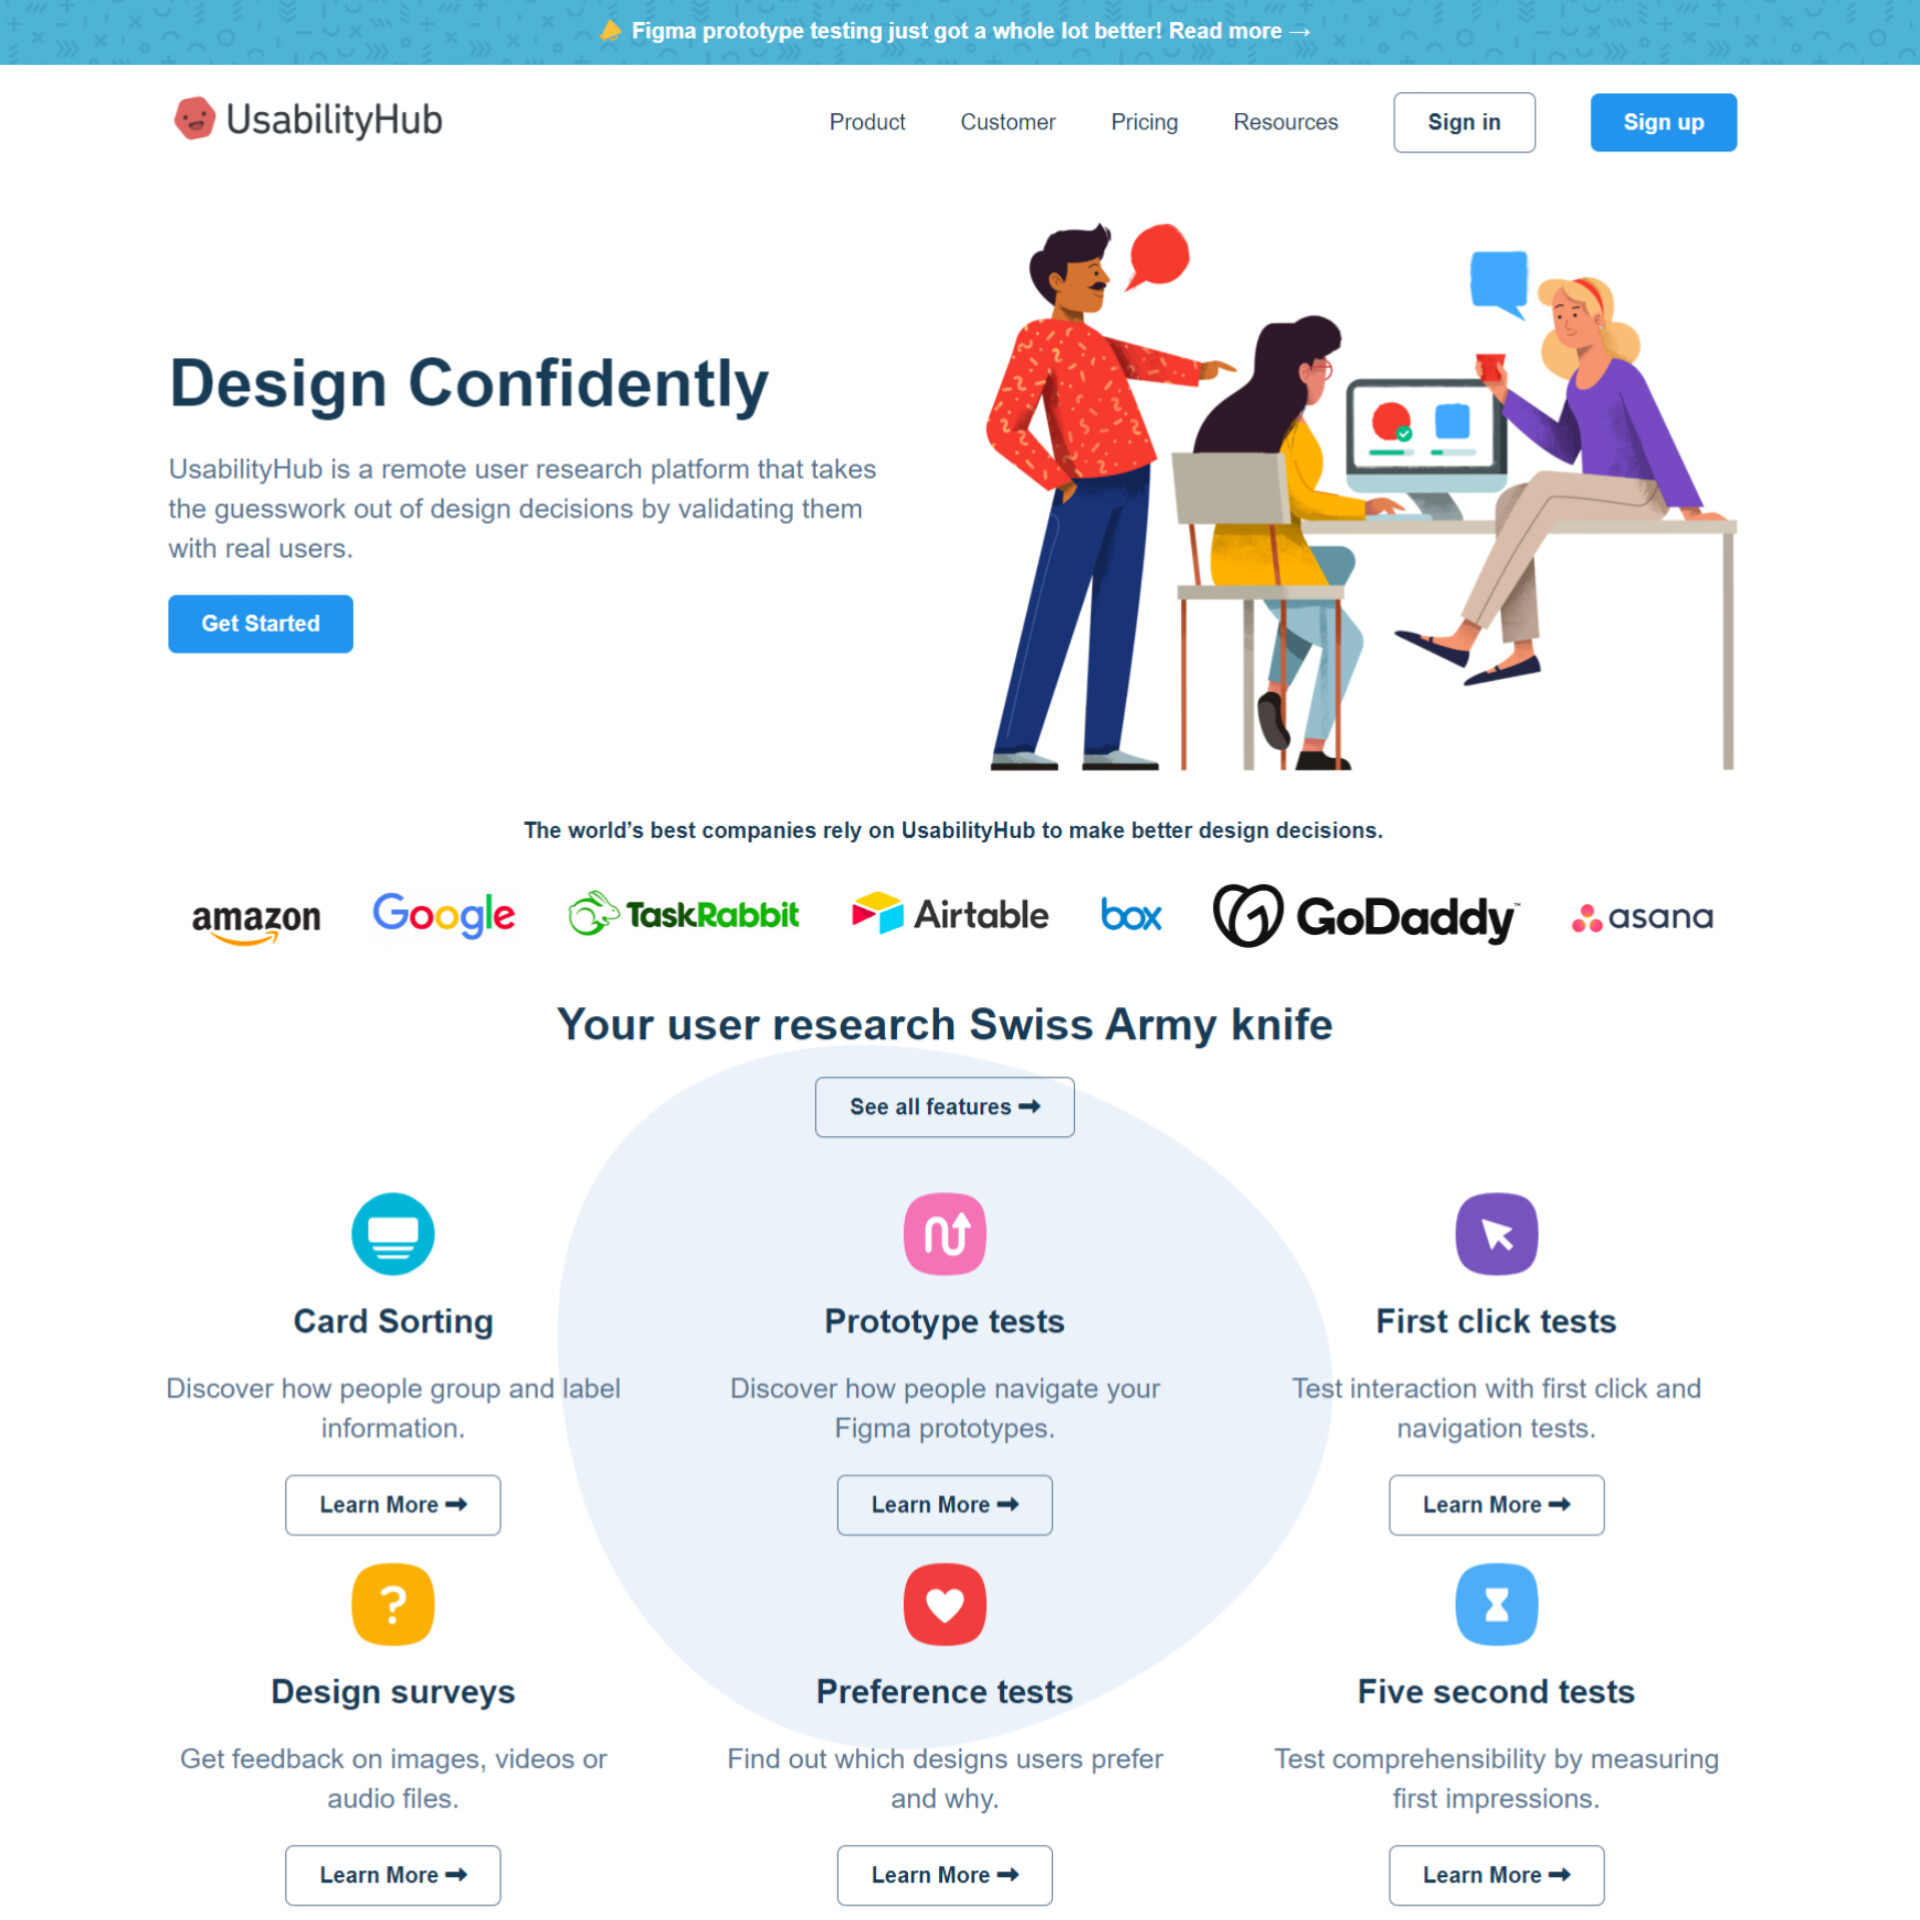 Figma prototype testing just got a whole lot better! Read more →
UsabilityHub
Product Customer Pricing Resources Sign in Sign up
Design Confidently
UsabilityHub is a remote user research platform that takes
the guesswork out of design decisions by validating them
with real users.
Get Started
The world’s best companies rely on UsabilityHub to make better design decisions.
amazon Google TaskRabbit Airtable box GoDaddy™ asana
Your user research Swiss Army knife
See all features ➞
Card Sorting
Discover how people group and label
information.
Learn More ➞
Prototype tests
Discover how people navigate your
Figma prototypes.
Learn More ➞
First click tests
Test interaction with first click and
navigation tests.
Learn More ➞
?
Design surveys
Get feedback on images, videos or
audio files.
Learn More ➞
Preference tests
Find out which designs users prefer
and why.
Learn More ➞
Five second tests
Test comprehensibility by measuring
first impressions.
Learn More ➞